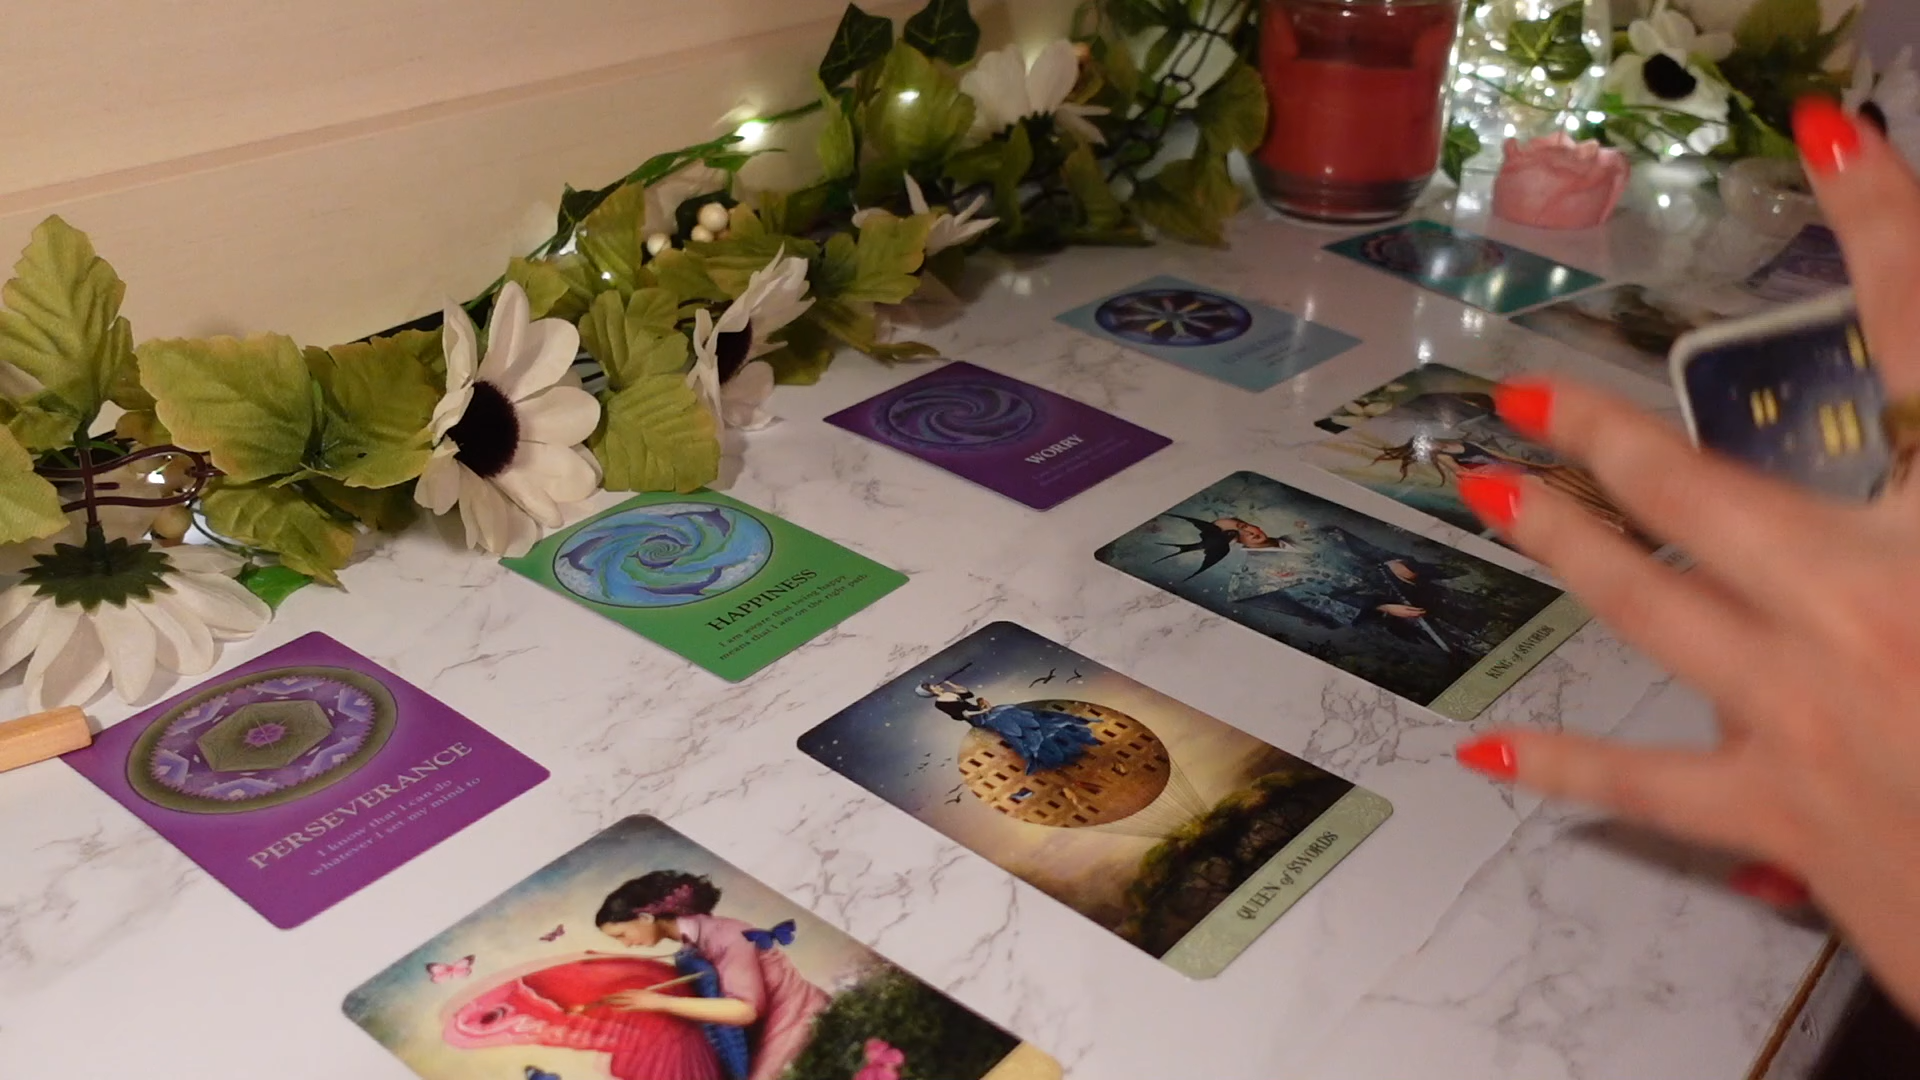 PERSEVERANCE
I know that I can do
whatever I set my mind to
HAPPINESS
I am aware that being happy
means that I am on the right path
WORRY
QUEEN of SWORDS
KING of SWORDS